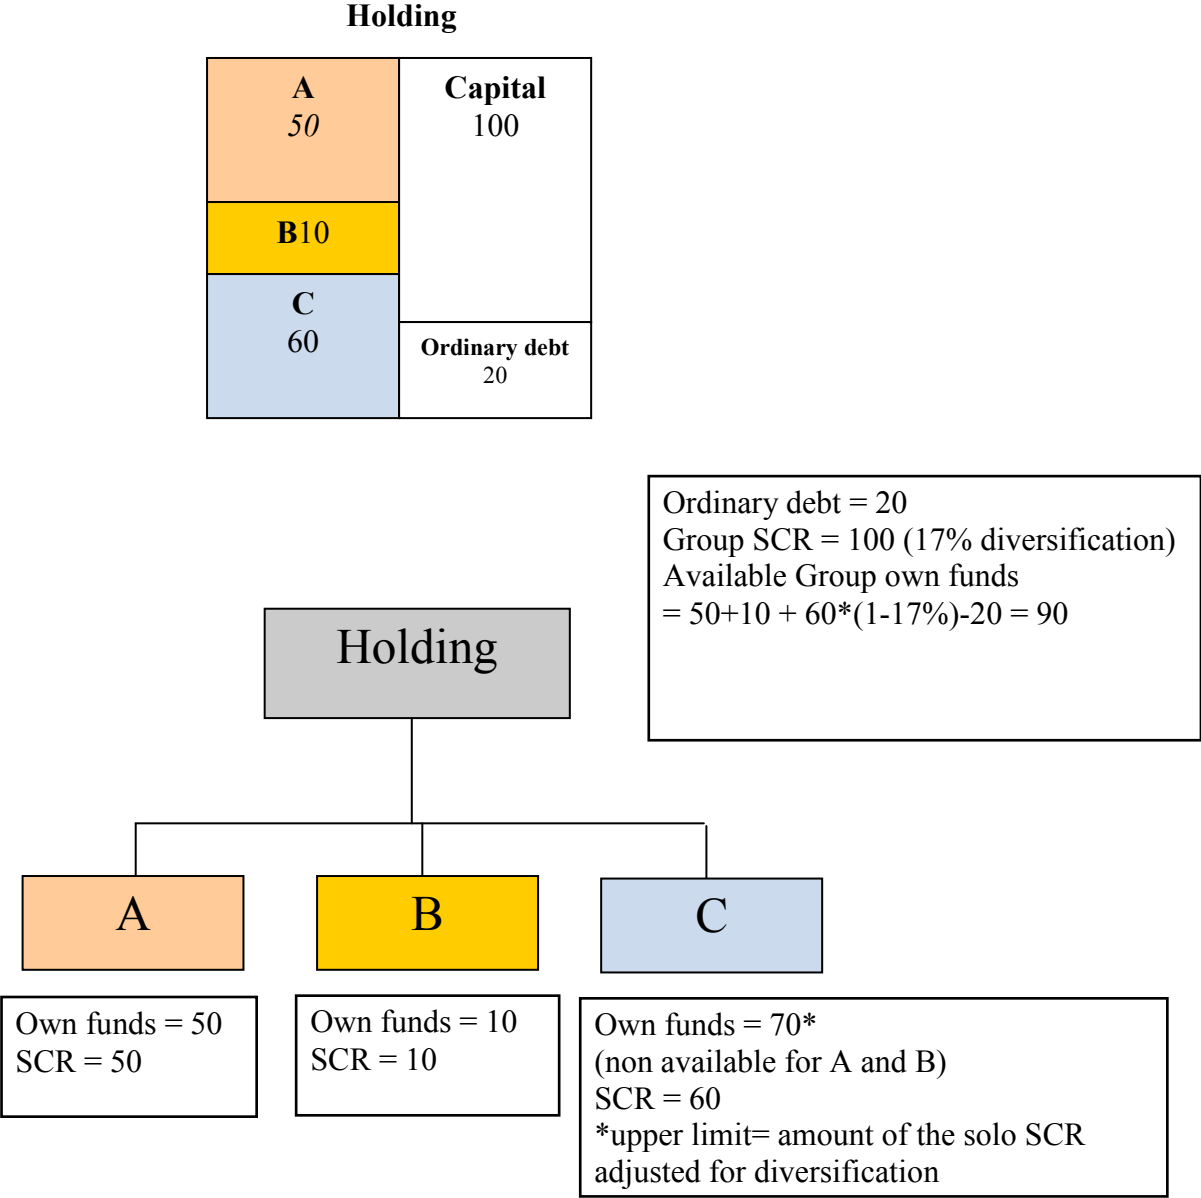 Holding
A
50
Capital
100
B10
C
60
Ordinary debt
20
Ordinary debt = 20
Group SCR = 100 (17% diversification)
Available Group own funds
= 50+10 + 60*(1-17%)-20 = 90
Holding
A
B
C
Own funds = 50
SCR = 50
Own funds = 10
SCR = 10
Own funds = 70*
(non available for A and B)
SCR = 60
*upper limit= amount of the solo SCR
adjusted for diversification